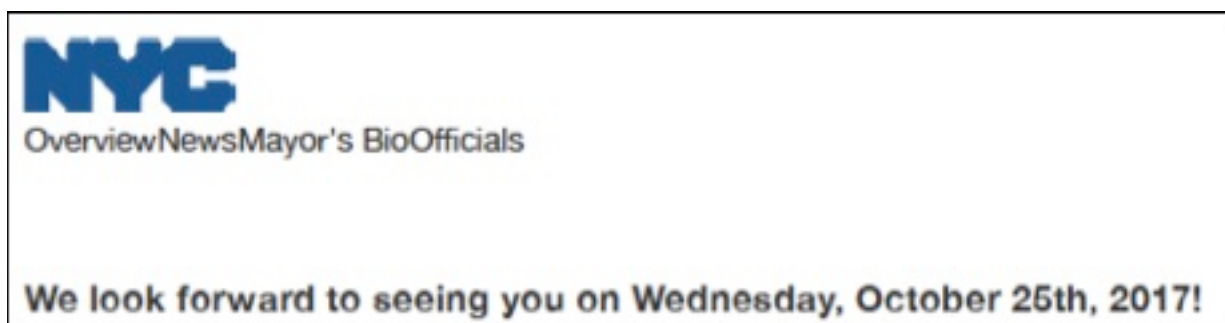 NYC
OverviewNewsMayor's BioOfficials
We look forward to seeing you on Wednesday, October 25th, 2017!